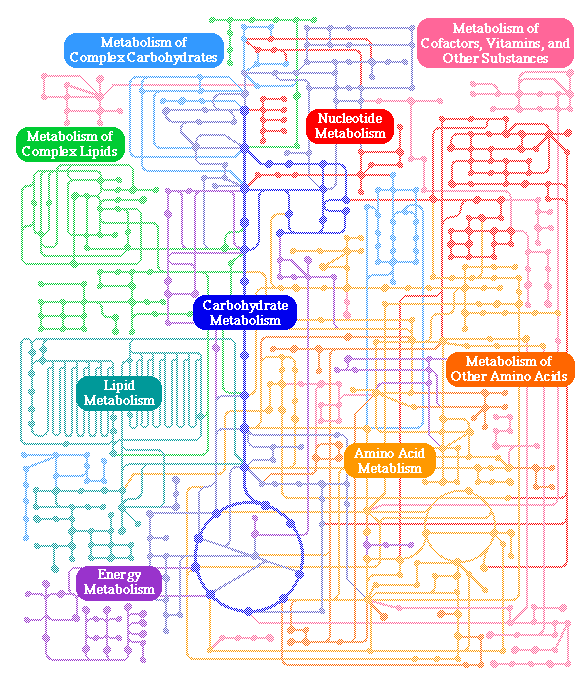 Metabolism of
Complex Carbohydrates
Metabolism of
Cofactors, Vitamins, and
Other Substances
Nucleotide
Metabolism
Metabolism of
Complex Lipids
Carbohydrate
Metabolism
Metabolism of
Other Amino Acids
Lipid
Metabolism
Amino Acid
Metablism
Energy
Metabolism